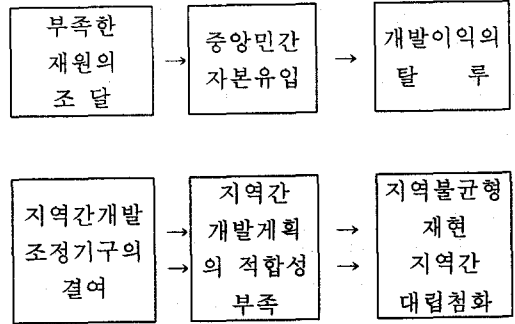 부족한
재원의
조 달
→
중앙민간
자본유입
→
개발이익의
탈 루
지역간개발
조정기구의
결여
→
→
지역간
개발계획
의 적합성
부족
→
→
지역불균형
재현
지역간
대립첨화